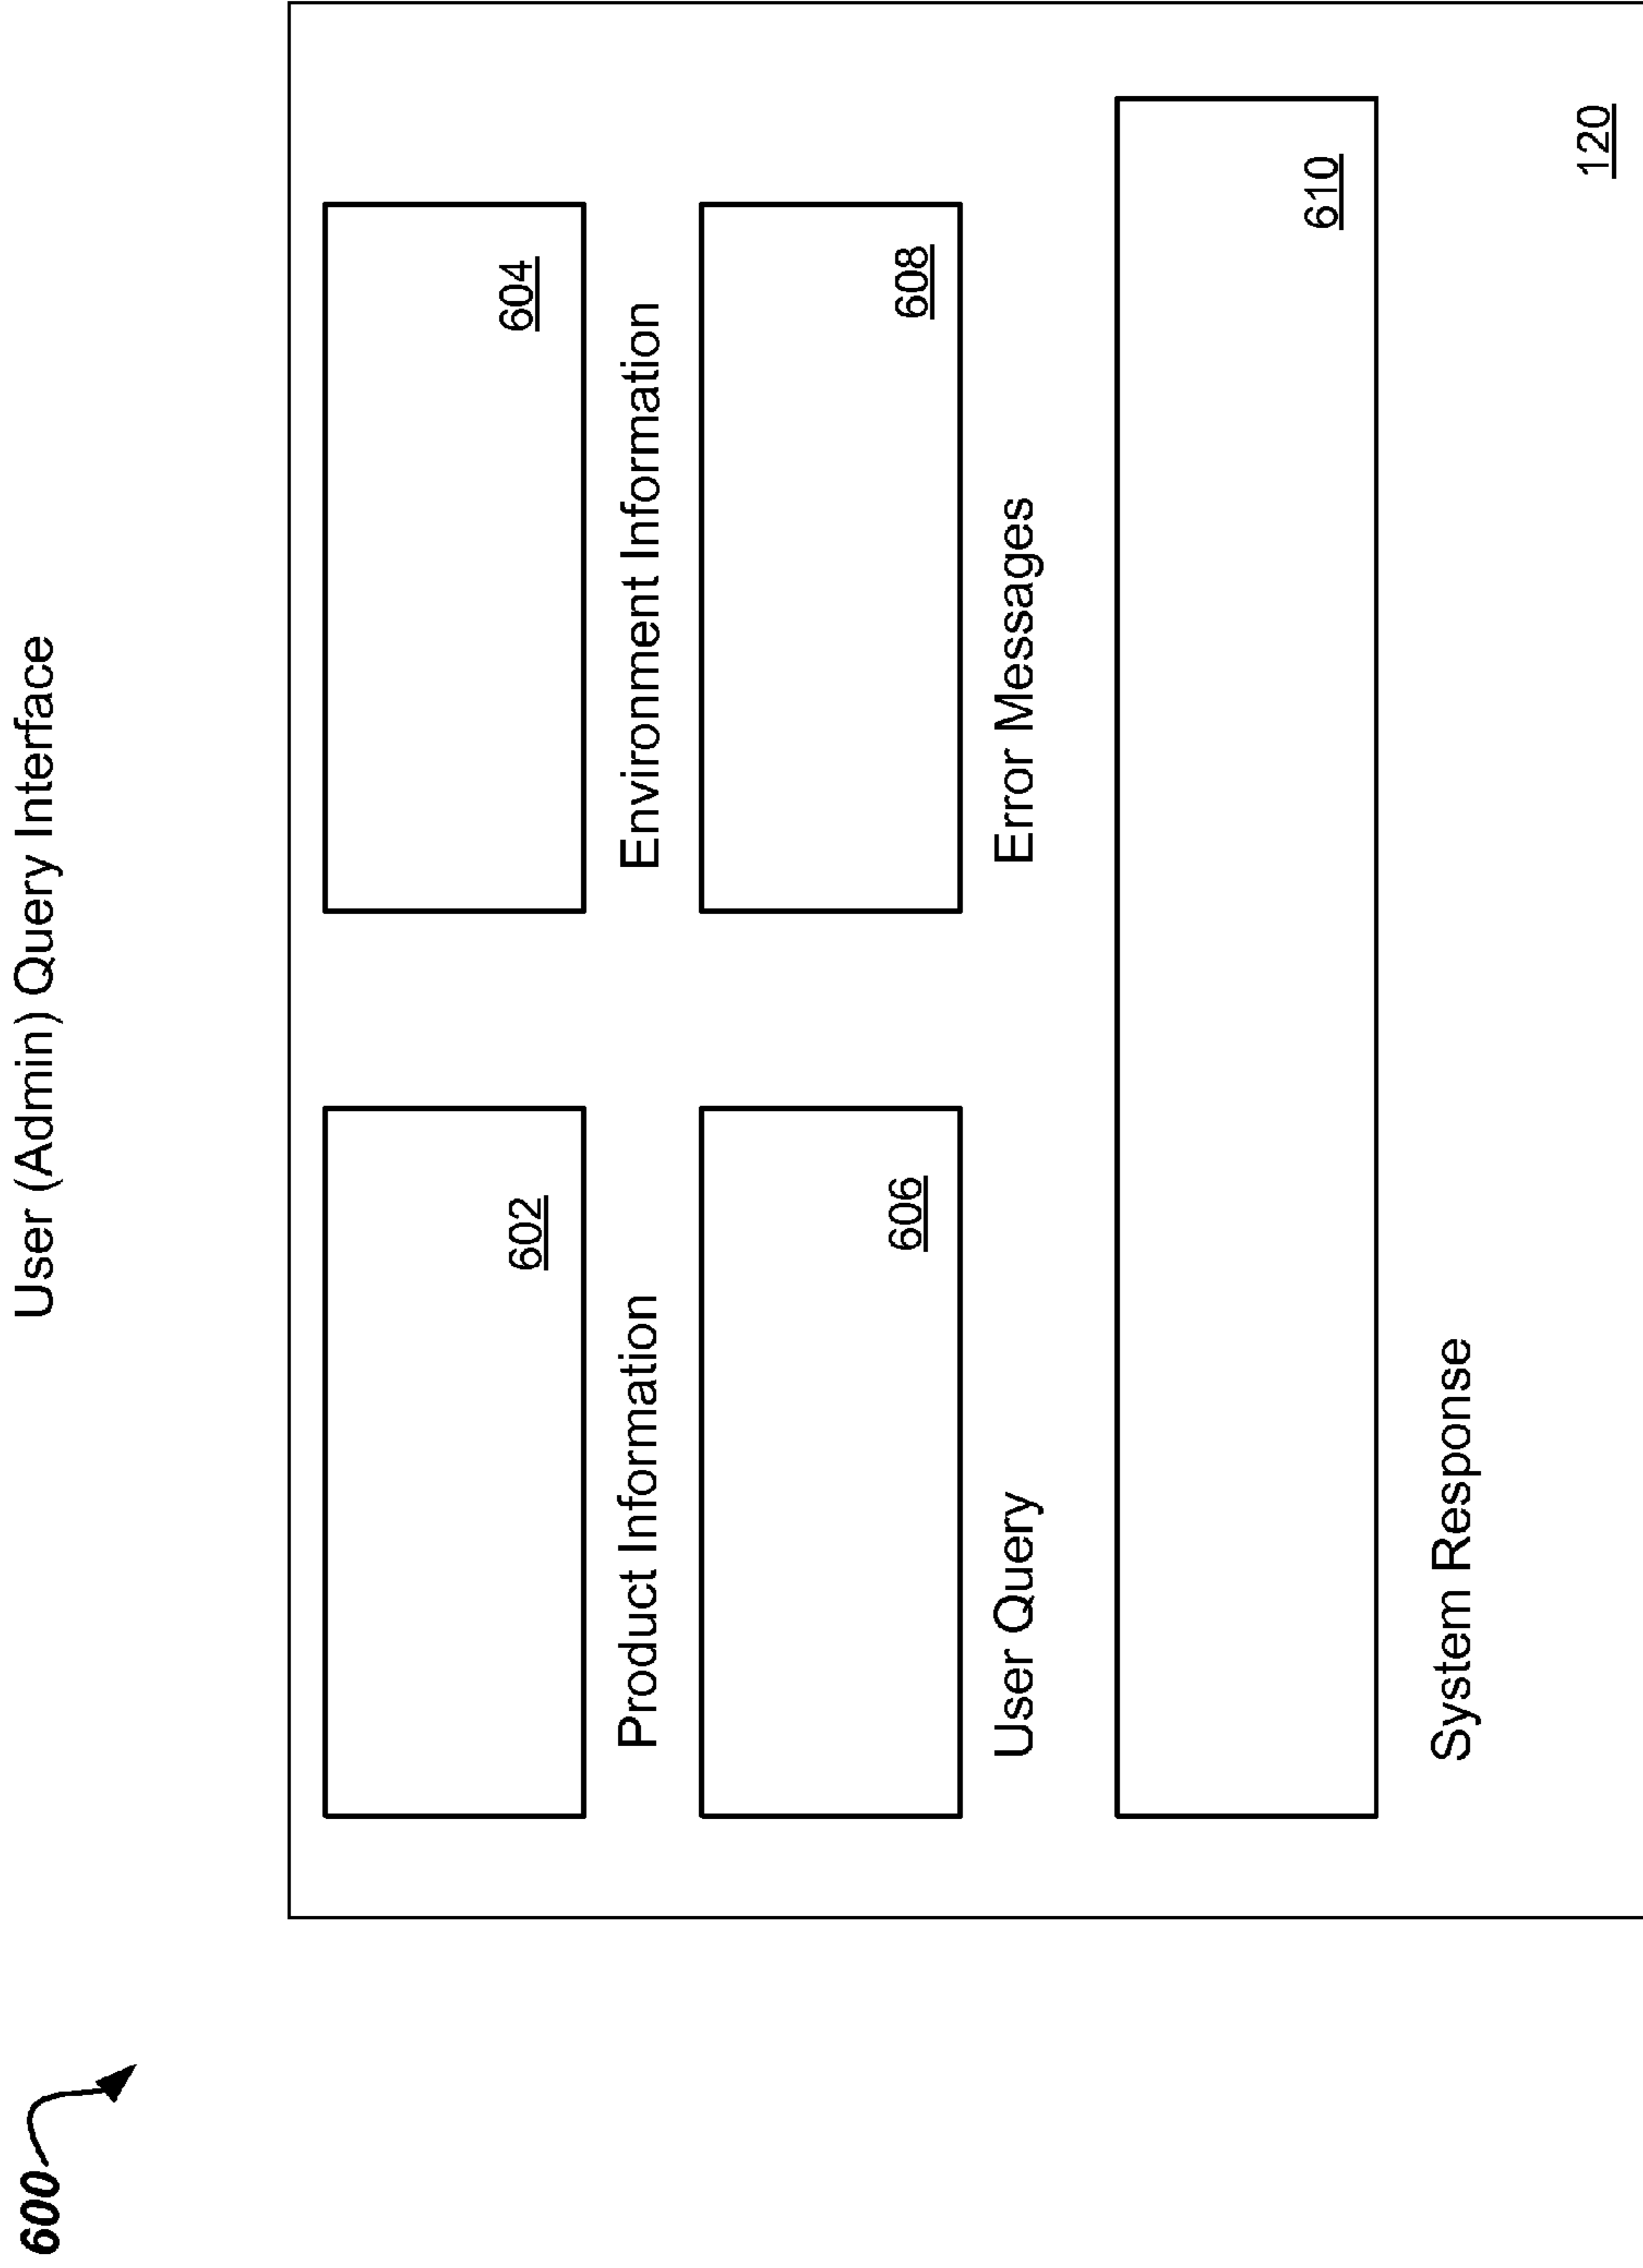 600
User (Admin) Query Interface
602
604
Product Information
Environment Information
606
608
User Query
Error Messages
610
System Response
120